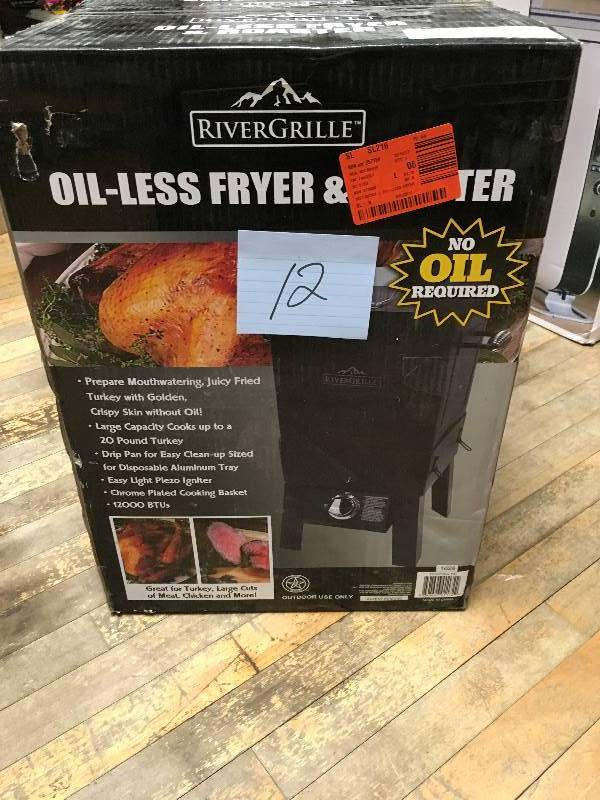 RIVERGRILLE™
OIL-LESS FRYER &
SL SL216
12
NO
OIL
REQUIRED
RIVERGRILLE
• Prepare Mouthwatering, Juicy Fried
Turkey with Golden,
Crispy Skin without Oil!
• Large Capacity Cooks up to a
20 Pound Turkey
• Drip Pan for Easy Clean-up Sized
for Disposable Aluminum Tray
• Easy Light Piezo Igniter
• Chrome Plated Cooking Basket
• 12000 BTUs
Great for Turkey, Large Cuts
of Meat, Chicken and More!
OUTDOOR USE ONLY